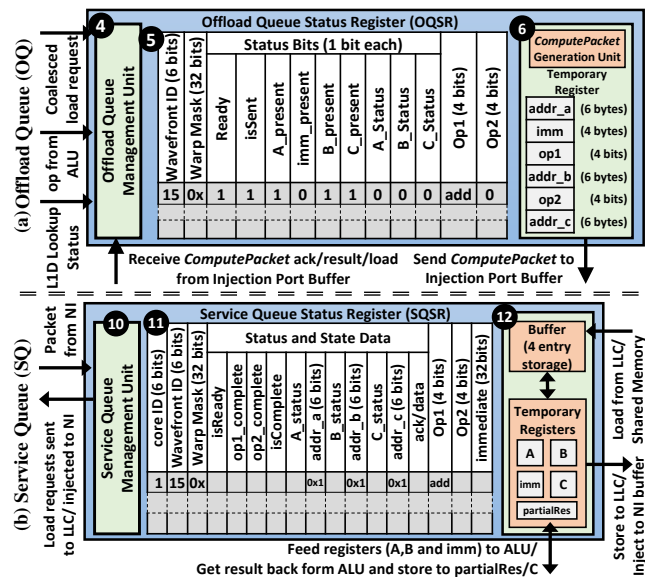 (a) Offload Queue (OQ)
Coalesced
load request
op from
ALU
L1D Lookup
Status
Offload Queue Status Register (OQSR)
4
Offload Queue
Management Unit
5
Wavefront ID (6 bits)
Warp Mask (32 bits)
Status Bits (1 bit each)
Ready
isSent
A_present
imm_present
B_present
C_present
A_Status
B_Status
C_Status
Op1 (4 bits)
Op2 (4 bits)
15 0x 1 1 1 0 1 1 0 0 0 add 0
6
ComputePacket
Generation Unit
Temporary
Register
addr_a (6 bytes)
imm (4 bytes)
op1 (4 bits)
addr_b (6 bytes)
op2 (4 bits)
addr_c (6 bytes)
Receive ComputePacket ack/result/load
from Injection Port Buffer
Send ComputePacket to
Injection Port Buffer
(b) Service Queue (SQ)
Packet
from NI
Load requests sent
to LLC/ injected to NI
Service Queue Status Register (SQSR)
10
Service Queue
Management Unit
11
core ID (6 bits)
Wavefront ID (6 bits)
Warp Mask (32 bits)
Status and State Data
isReady
op1_complete
op2_complete
isComplete
A_status
addr_a (6 bits)
B_status
addr_b (6 bits)
C_status
addr_c (6 bits)
ack/data
Op1 (4 bits)
Op2 (4 bits)
immediate (32bits)
1 15 0x 0x1 0x1 0x1 add
12
Buffer
(4 entry
storage)
Temporary
Registers
A B
imm C
partialRes
Load from LLC/
Shared Memory
Store to LLC/
Inject to NI buffer
Feed registers (A,B and imm) to ALU/
Get result back form ALU and store to partialRes/C